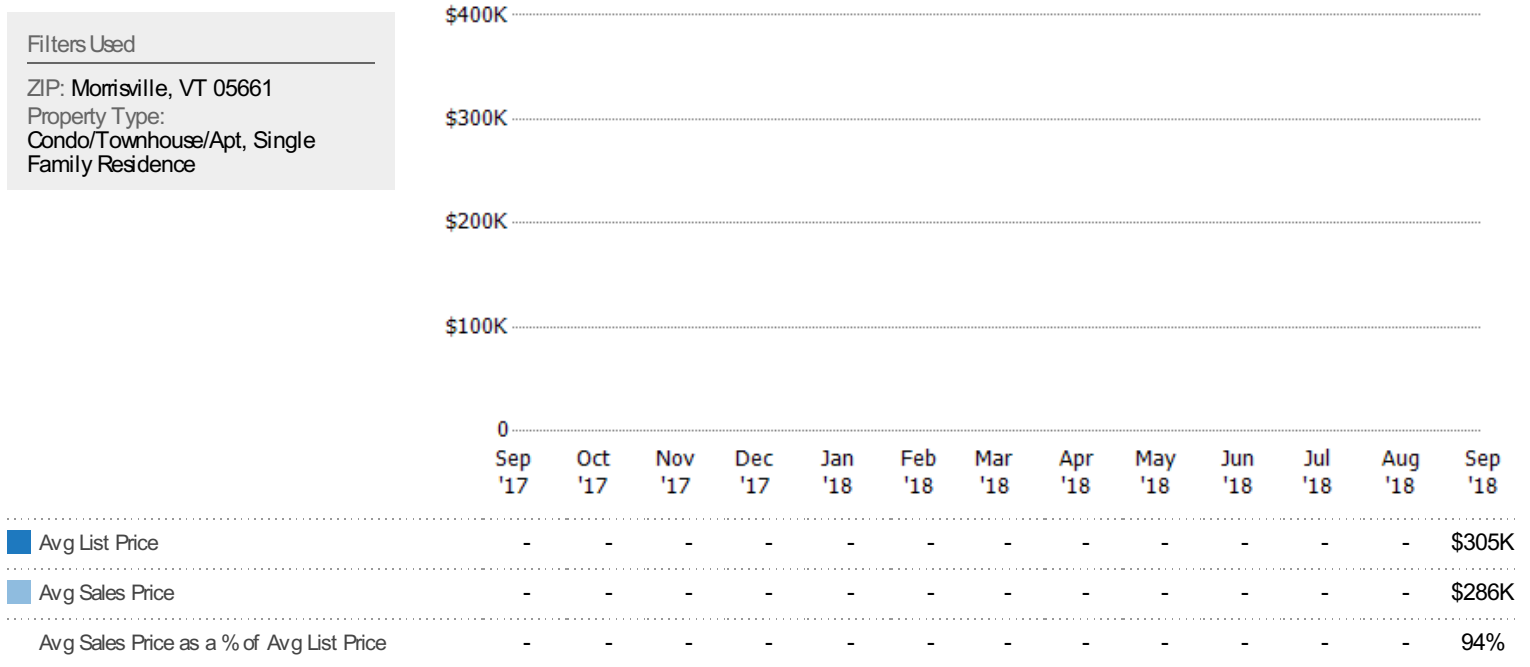 Filters Used
ZIP: Morrisville, VT 05661
Property Type:
Condo/Townhouse/Apt, Single
Family Residence
$400K
$300K
$200K
$100K
0
Sep Oct Nov Dec Jan Feb Mar Apr May Jun Jul Aug Sep
'17 '17 '17 '17 '18 '18 '18 '18 '18 '18 '18 '18 '18
Avg List Price - - - - - - - - - - - - $305K
Avg Sales Price - - - - - - - - - - - - $286K
Avg Sales Price as a % of Avg List Price - - - - - - - - - - - - 94%